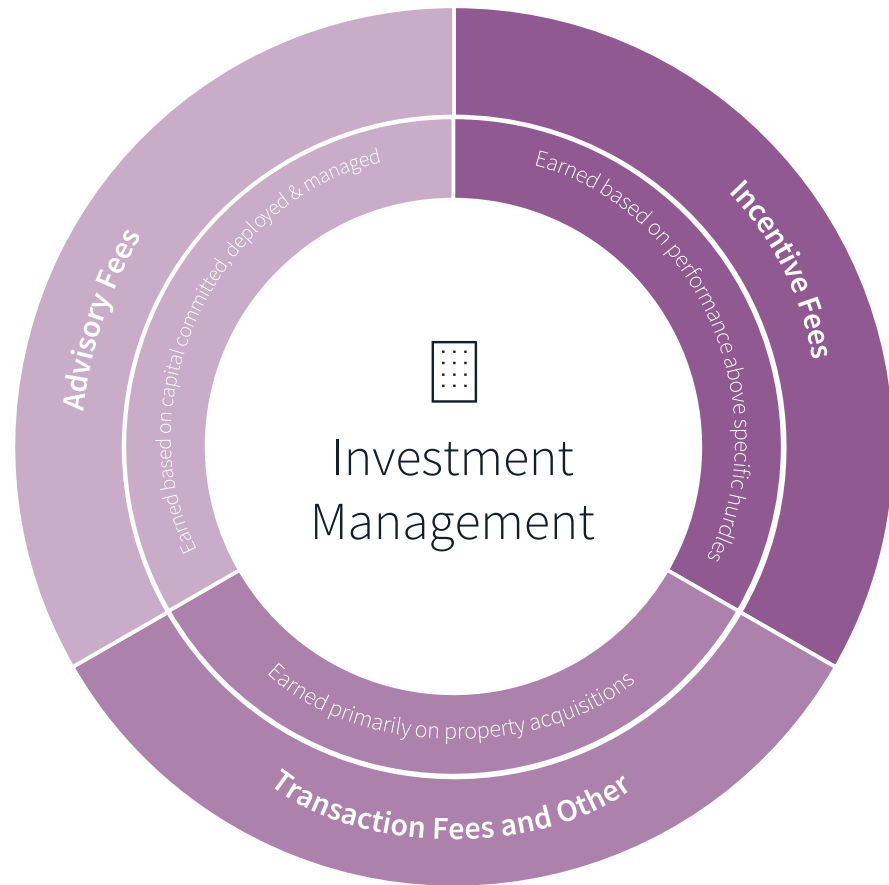 Advisory Fees
Earned based on capital committed, deployed & managed
Incentive Fees
Earned based on performance above specific hurdles
Investment
Management
Earned primarily on property acquisitions
Transaction Fees and Other